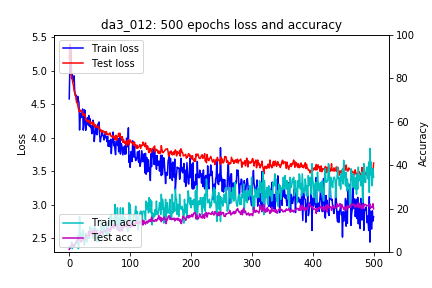 da3_012: 500 epochs loss and accuracy
5.5
5.0
4.5
4.0
3.5
3.0
2.5
Loss
Train loss
Test loss
Train acc
Test acc
100
80
60
40
20
0
Accuracy
0 100 200 300 400 500